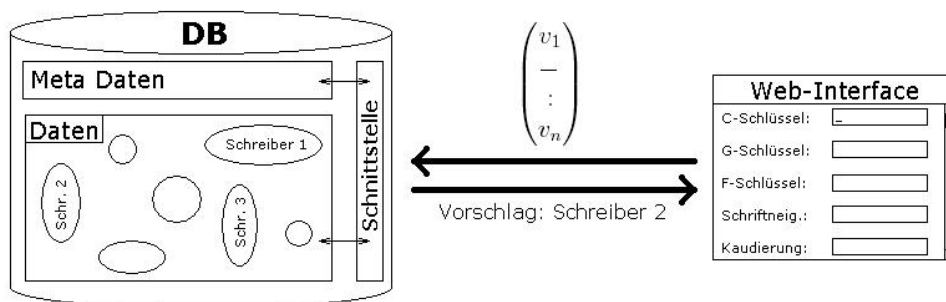 DB
Meta Daten
Schnittstelle
Daten
Schreiber 1
Schr. 2
Schr. 3
v1
—
:
vn
Vorschlag: Schreiber 2
Web-Interface
C-Schlüssel: _
G-Schlüssel:
F-Schlüssel:
Schriftneig.:
Kaudierung: